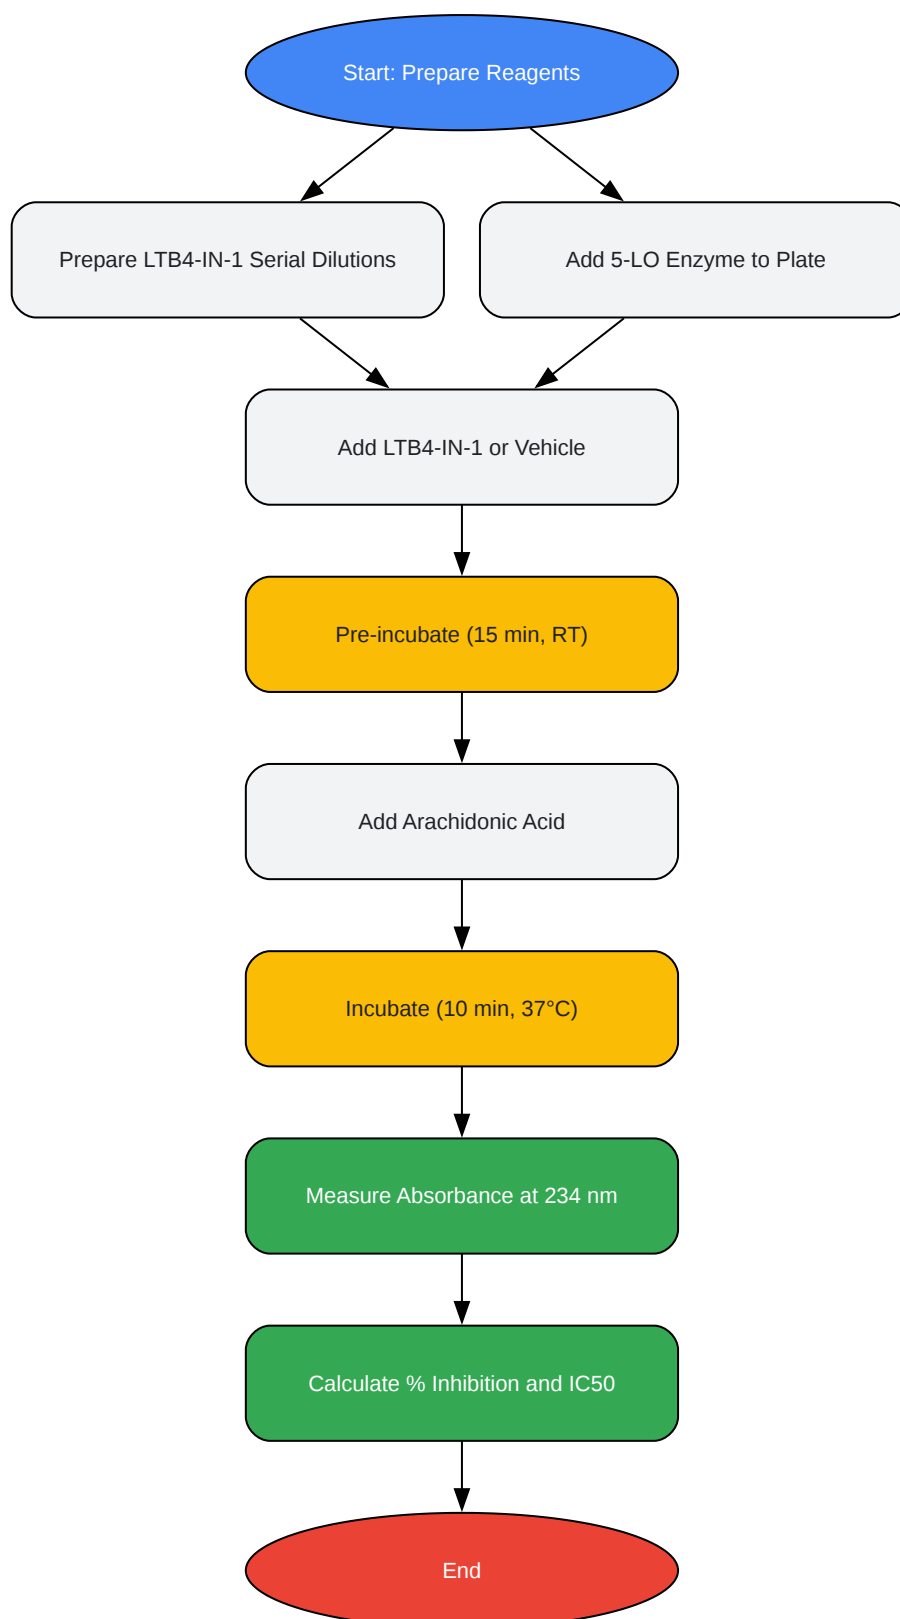 Start: Prepare Reagents
Prepare LTB4-IN-1 Serial Dilutions
Add 5-LO Enzyme to Plate
Add LTB4-IN-1 or Vehicle
Pre-incubate (15 min, RT)
Add Arachidonic Acid
Incubate (10 min, 37°C)
Measure Absorbance at 234 nm
Calculate % Inhibition and IC50
End